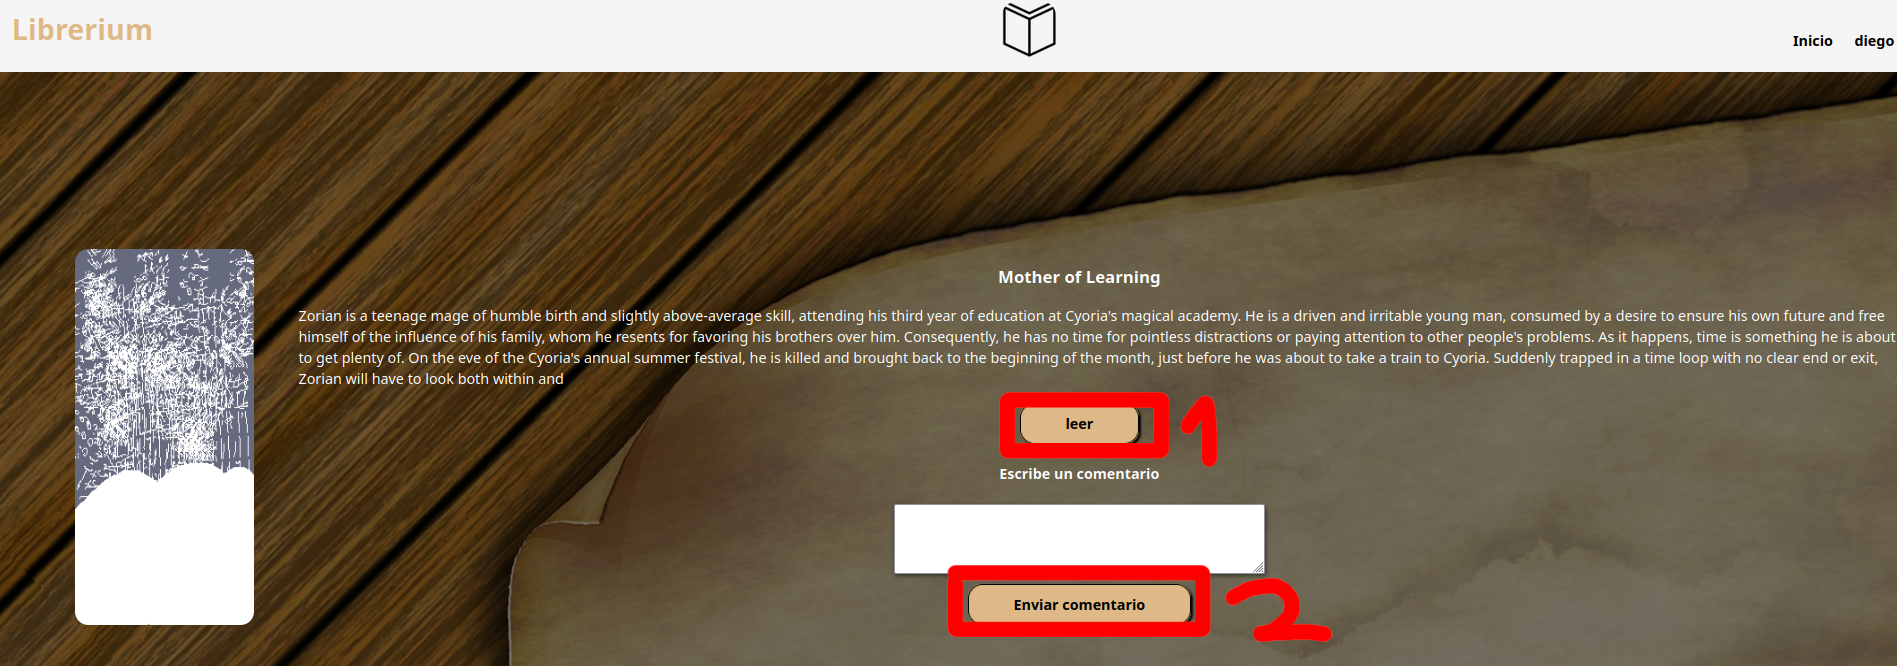 Librerium
Inicio diego
Mother of Learning
Zorian is a teenage mage of humble birth and slightly above-average skill, attending his third year of education at Cyoria's magical academy. He is a driven and irritable young man, consumed by a desire to ensure his own future and free
himself of the influence of his family, whom he resents for favoring his brothers over him. Consequently, he has no time for pointless distractions or paying attention to other people's problems. As it happens, time is something he is about
to get plenty of. On the eve of the Cyoria's annual summer festival, he is killed and brought back to the beginning of the month, just before he was about to take a train to Cyoria. Suddenly trapped in a time loop with no clear end or exit,
Zorian will have to look both within and
leer 1
Escribe un comentario
Enviar comentario 2